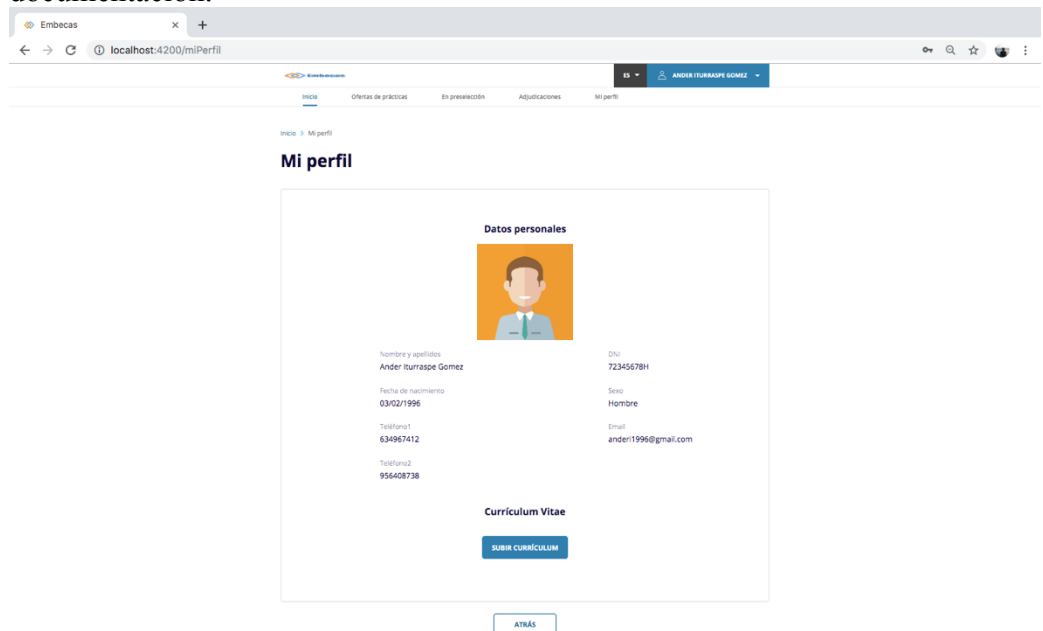 documentación.
Embecas
localhost:4200/miPerfil
Embecas
ES
ANDER ITURRASPE GOMEZ
Inicio
Ofertas de prácticas
En preselección
Adjudicaciones
Mi perfil
Inicio > Mi perfil
Mi perfil
Datos personales
Nombre y apellidos
DNI
Ander Iturraspe Gomez
72345678H
Fecha de nacimiento
Sexo
03/02/1996
Hombre
Teléfono1
Email
634967412
anderi1996@gmail.com
Teléfono2
956408738
Currículum Vitae
SUBIR CURRÍCULUM
ATRÁS